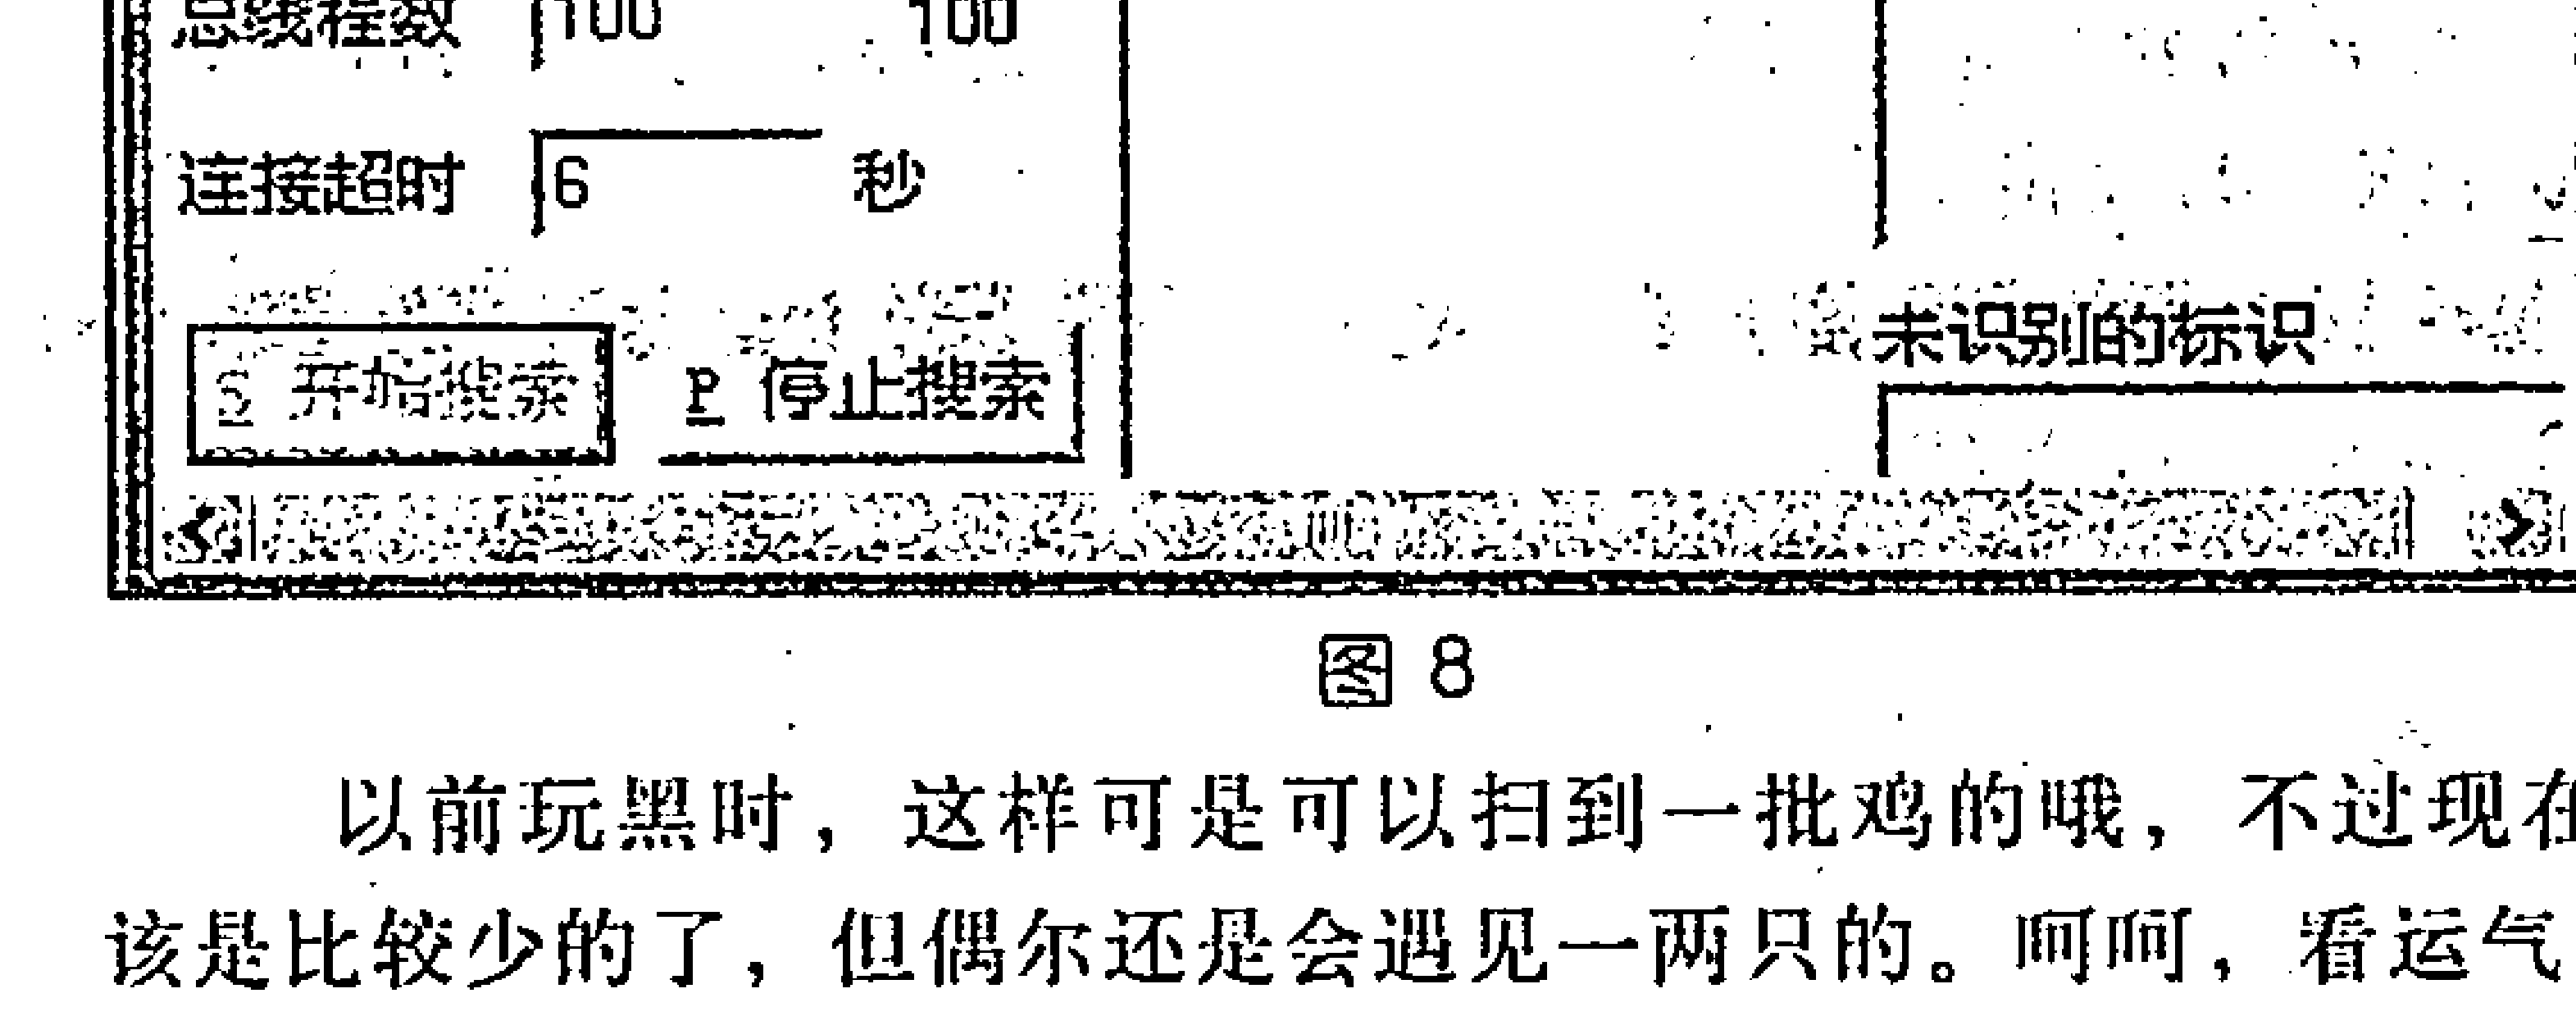 总线程数 100 100
连接超时 6 秒
未识别的标识
S 开始搜索 P 停止搜索
图 8
以前玩黑时，这样可是可以扫到一批鸡的哦，不过现在
该是比较少的了，但偶尔还是会遇见一两只的。呵呵，看运气